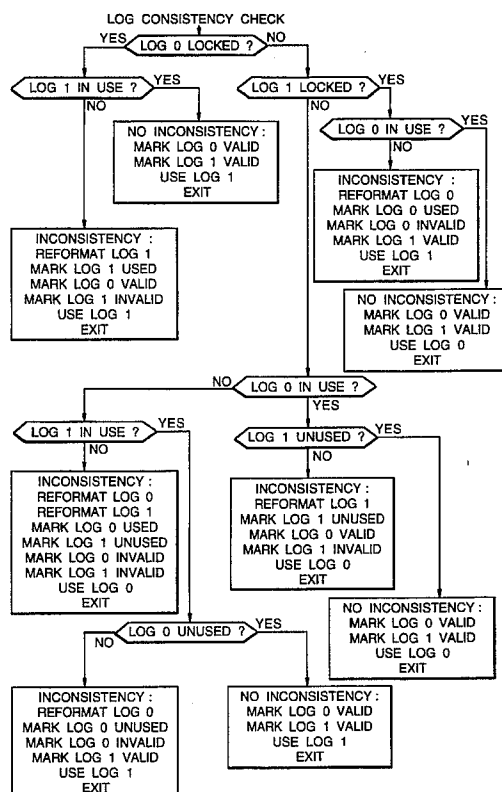 LOG CONSISTENCY CHECK
YES
NO
LOG 0 LOCKED ?
LOG 1 IN USE ?
YES
NO
LOG 1 LOCKED ?
YES
NO
NO INCONSISTENCY :
MARK LOG 0 VALID
MARK LOG 1 VALID
USE LOG 1
EXIT
LOG 0 IN USE ?
YES
NO
INCONSISTENCY :
REFORMAT LOG 0
MARK LOG 0 USED
MARK LOG 0 INVALID
MARK LOG 1 VALID
USE LOG 1
EXIT
INCONSISTENCY :
REFORMAT LOG 1
MARK LOG 1 USED
MARK LOG 0 VALID
MARK LOG 1 INVALID
USE LOG 1
EXIT
NO INCONSISTENCY :
MARK LOG 0 VALID
MARK LOG 1 VALID
USE LOG 0
EXIT
NO
LOG 0 IN USE ?
YES
LOG 1 IN USE ?
YES
NO
LOG 1 UNUSED ?
YES
NO
INCONSISTENCY :
REFORMAT LOG 0
REFORMAT LOG 1
MARK LOG 0 USED
MARK LOG 1 UNUSED
MARK LOG 0 INVALID
MARK LOG 1 INVALID
USE LOG 0
EXIT
INCONSISTENCY :
REFORMAT LOG 1
MARK LOG 1 UNUSED
MARK LOG 0 VALID
MARK LOG 1 INVALID
USE LOG 0
EXIT
NO INCONSISTENCY :
MARK LOG 0 VALID
MARK LOG 1 VALID
USE LOG 0
EXIT
LOG 0 UNUSED ?
YES
NO
INCONSISTENCY :
REFORMAT LOG 0
MARK LOG 0 UNUSED
MARK LOG 0 INVALID
MARK LOG 1 VALID
USE LOG 1
EXIT
NO INCONSISTENCY :
MARK LOG 0 VALID
MARK LOG 1 VALID
USE LOG 1
EXIT